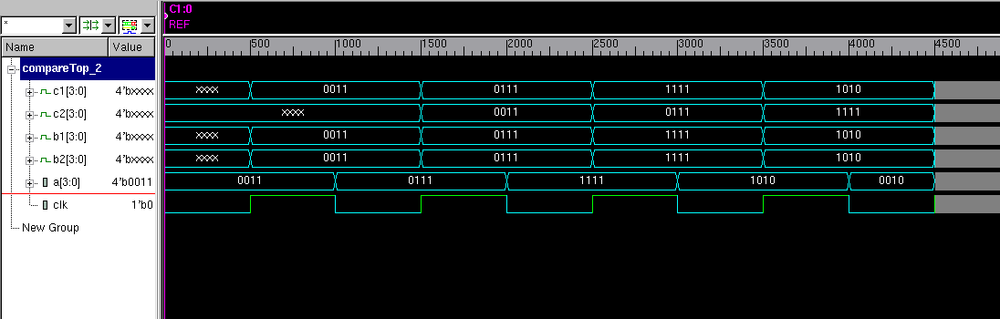 *
C1:0
REF
Name Value
0 500 1000 1500 2000 2500 3000 3500 4000 4500
compareTop_2
c1[3:0] 4'bxxxx xxxx 0011 0111 1111 1010
c2[3:0] 4'bxxxx xxxx 0011 0111 1111
b1[3:0] 4'bxxxx xxxx 0011 0111 1111 1010
b2[3:0] 4'bxxxx xxxx 0011 0111 1111 1010
a[3:0] 4'b0011 0011 0111 1111 1010 0010
clk 1'b0
New Group